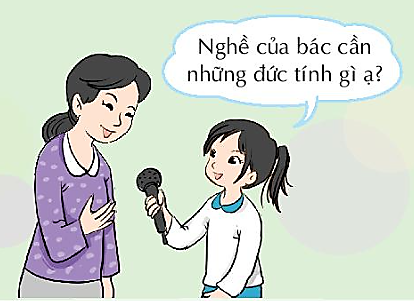 Nghề của bác cần
những đức tính gì ạ?